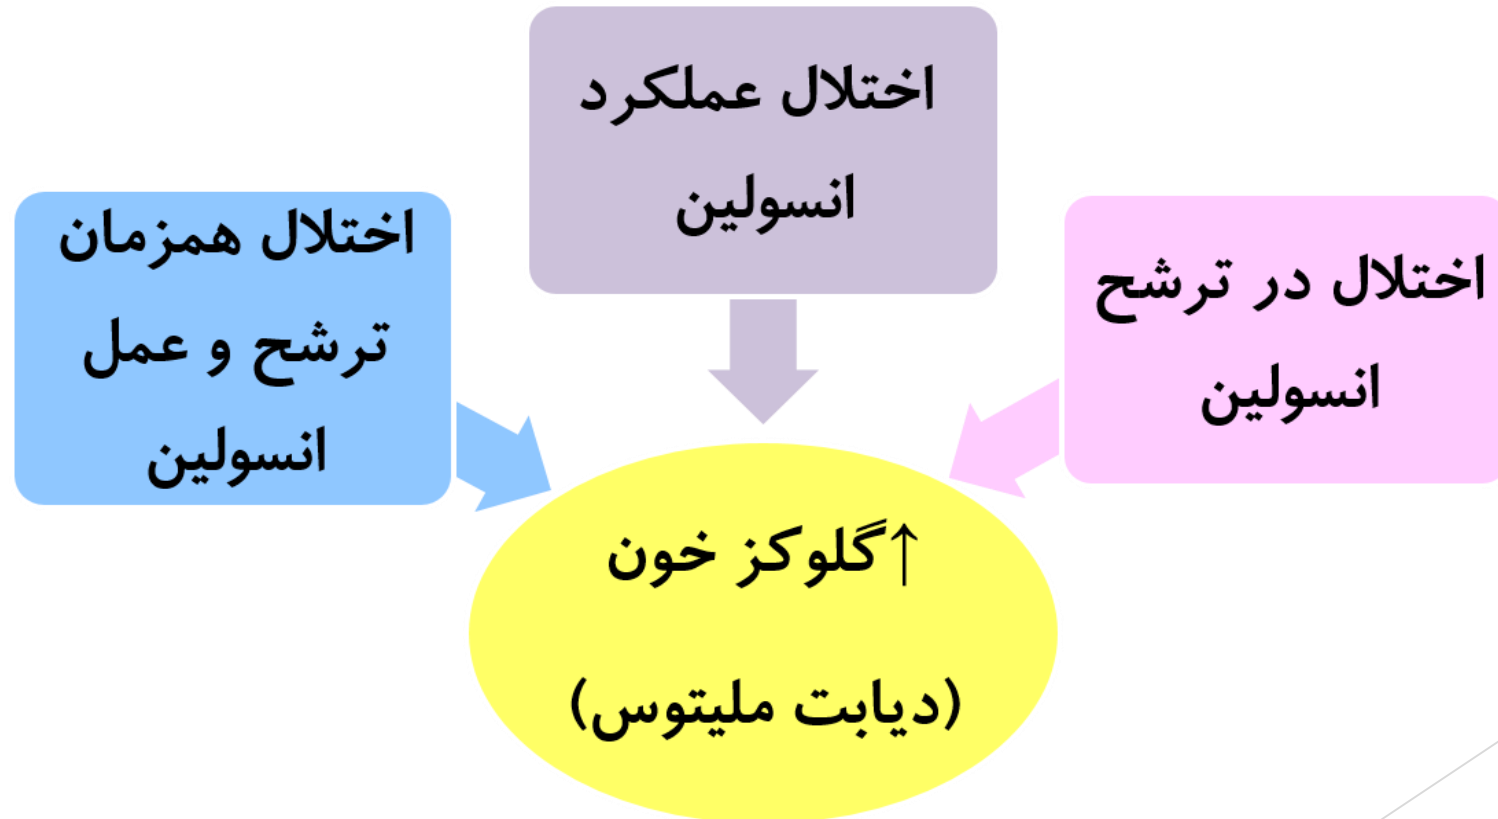 اختلال عملکرد
انسولین
اختلال در ترشح
انسولین
اختلال همزمان
ترشح و عمل
انسولین
↑گلوکز خون
(دیابت ملیتوس)